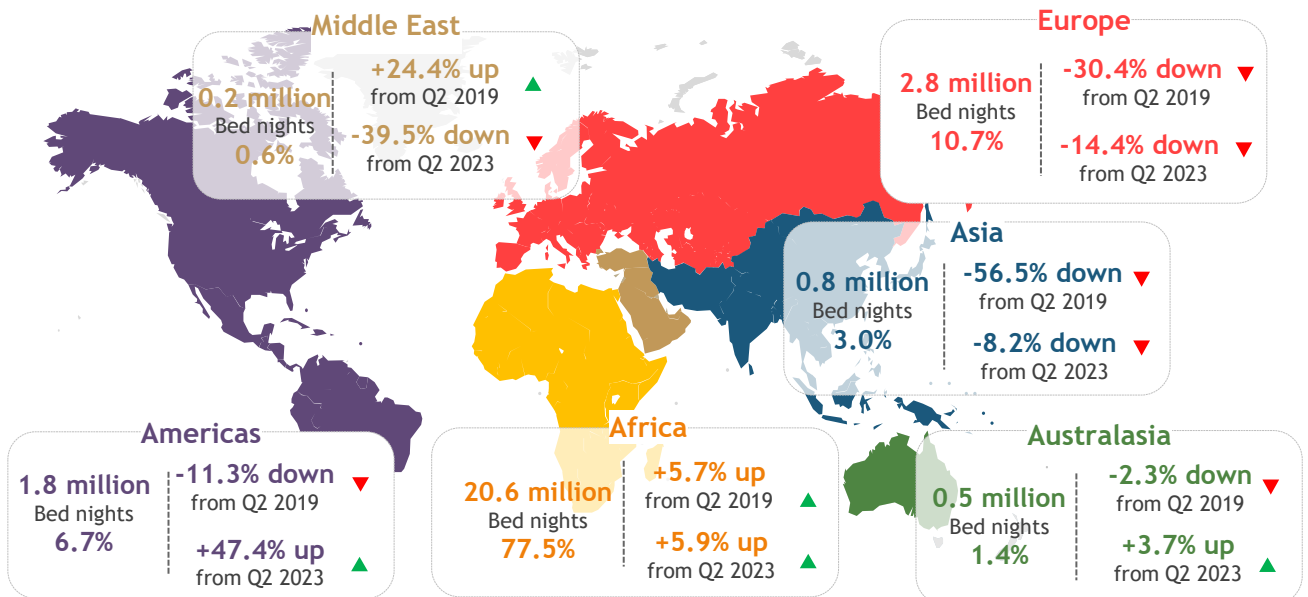 Middle East
0.2 million
Bed nights
0.6%
+24.4% up
from Q2 2019
-39.5% down
from Q2 2023
Europe
2.8 million
Bed nights
10.7%
-30.4% down
from Q2 2019
-14.4% down
from Q2 2023
Asia
0.8 million
Bed nights
3.0%
-56.5% down
from Q2 2019
-8.2% down
from Q2 2023
Americas
1.8 million
Bed nights
6.7%
-11.3% down
from Q2 2019
+47.4% up
from Q2 2023
Africa
20.6 million
Bed nights
77.5%
+5.7% up
from Q2 2019
+5.9% up
from Q2 2023
Australasia
0.5 million
Bed nights
1.4%
-2.3% down
from Q2 2019
+3.7% up
from Q2 2023